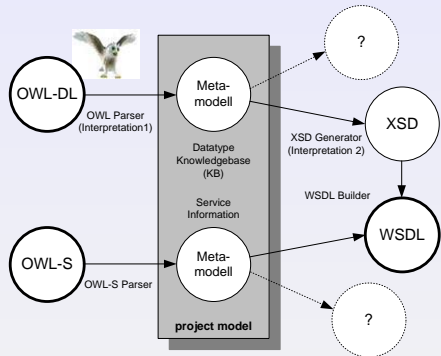 ?
OWL-DL
OWL Parser
(Interpretation1)
Meta-
modell
XSD Generator
(Interpretation 2)
XSD
Datatype
Knowledgebase
(KB)
WSDL Builder
Service
Information
OWL-S
OWL-S Parser
Meta-
modell
WSDL
?
project model